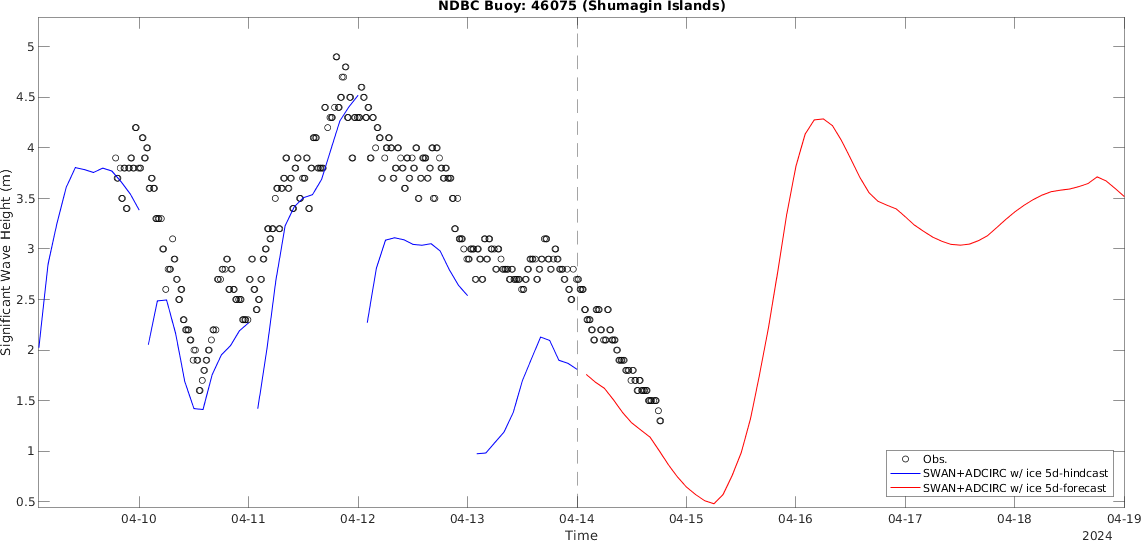 NDBC Buoy: 46075 (Shumagin Islands)
Significant Wave Height (m)
5
4.5
4
3.5
3
2.5
2
1.5
1
0.5
Obs.
SWAN+ADCIRC w/ ice 5d-hindcast
SWAN+ADCIRC w/ ice 5d-forecast
04-10 04-11 04-12 04-13 04-14 04-15 04-16 04-17 04-18 04-19
Time
2024